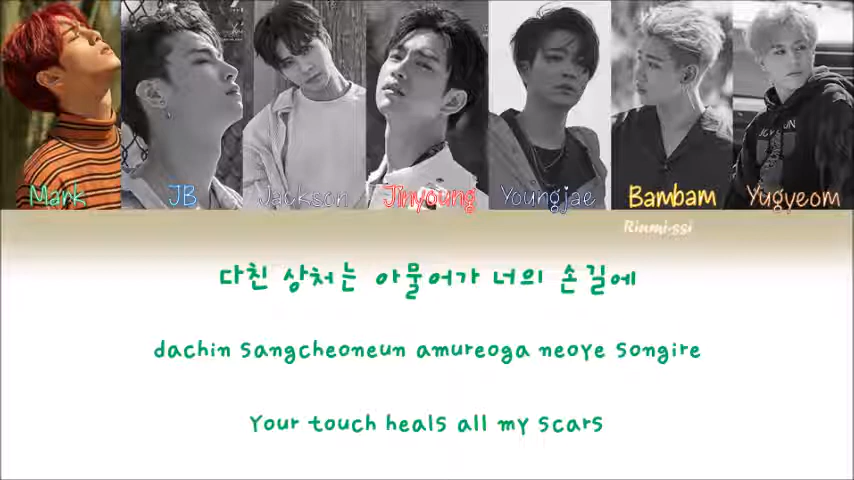 Mark JB Jackson Jinyoung Youngjae Bambam Yugyeom
Rinmi-ssi
다친 상처는 아물어가 너의 손길에
dachin sangcheoneun amureoga neoye songire
Your touch heals all my scars